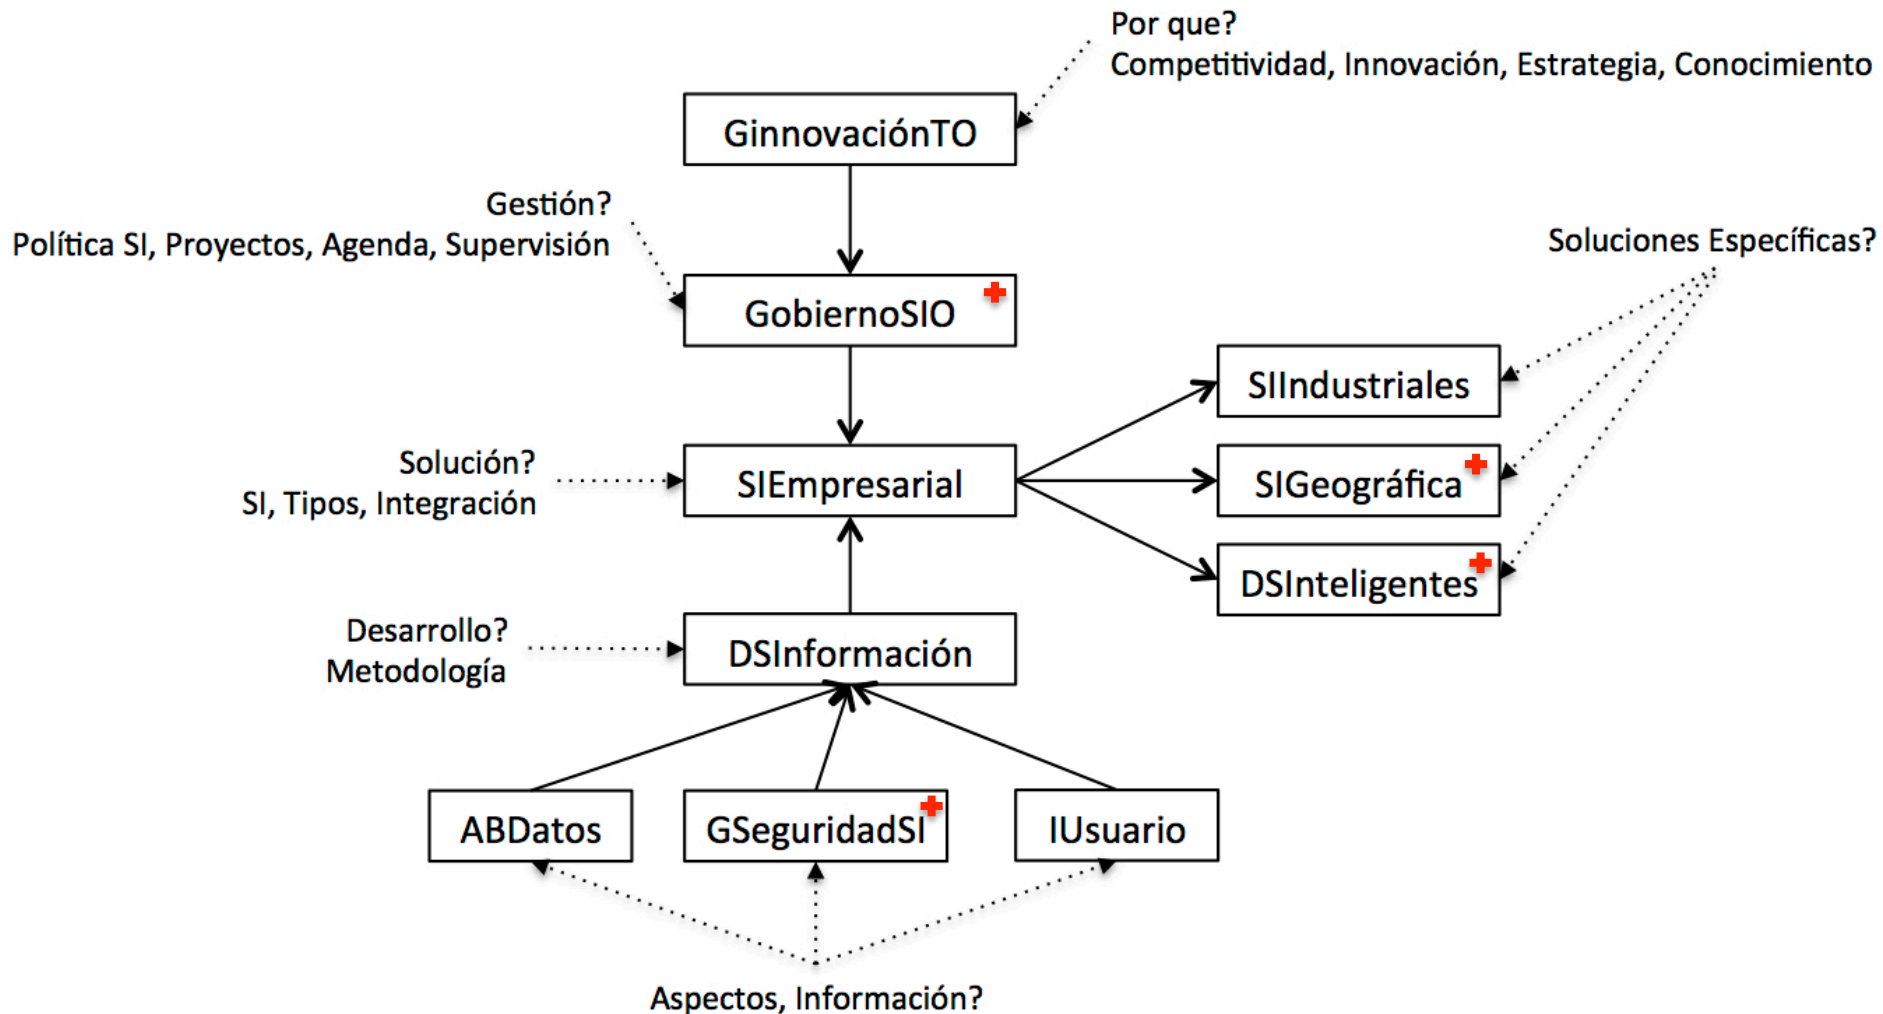 Por que?
Competitividad, Innovación, Estrategia, Conocimiento
GinnovaciónTO
Gestión?
Política SI, Proyectos, Agenda, Supervisión
Soluciones Específicas?
GobiernoSIO
SIIndustriales
Solución?
SI, Tipos, Integración
SIEmpresarial
SIGeográfica
DSInteligentes
Desarrollo?
Metodología
DSInformación
ABDatos
GSeguridadSI
IUsuario
Aspectos, Información?